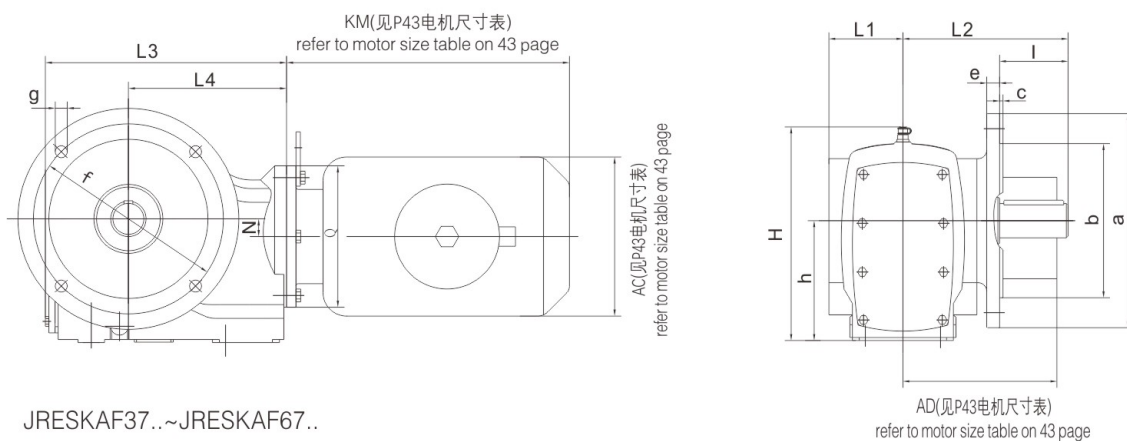 KM(见P43电机尺寸表)
refer to motor size table on 43 page
L3
L4
g
f
N
Q
AC(见P43电机尺寸表)
refer to motor size table on 43 page
L1
L2
l
e
c
H
h
b
a
AD(见P43电机尺寸表)
refer to motor size table on 43 page
JRESKAF37..~JRESKAF67..